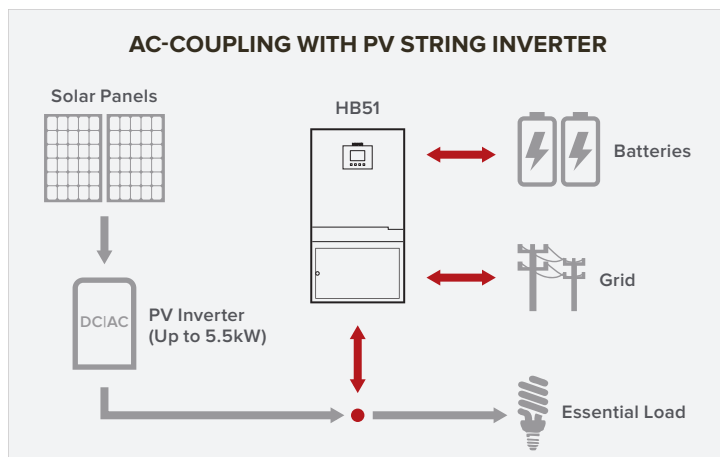 AC-COUPLING WITH PV STRING INVERTER
Solar Panels
HB51
Batteries
Grid
DC|AC
PV Inverter
(Up to 5.5kW)
Essential Load